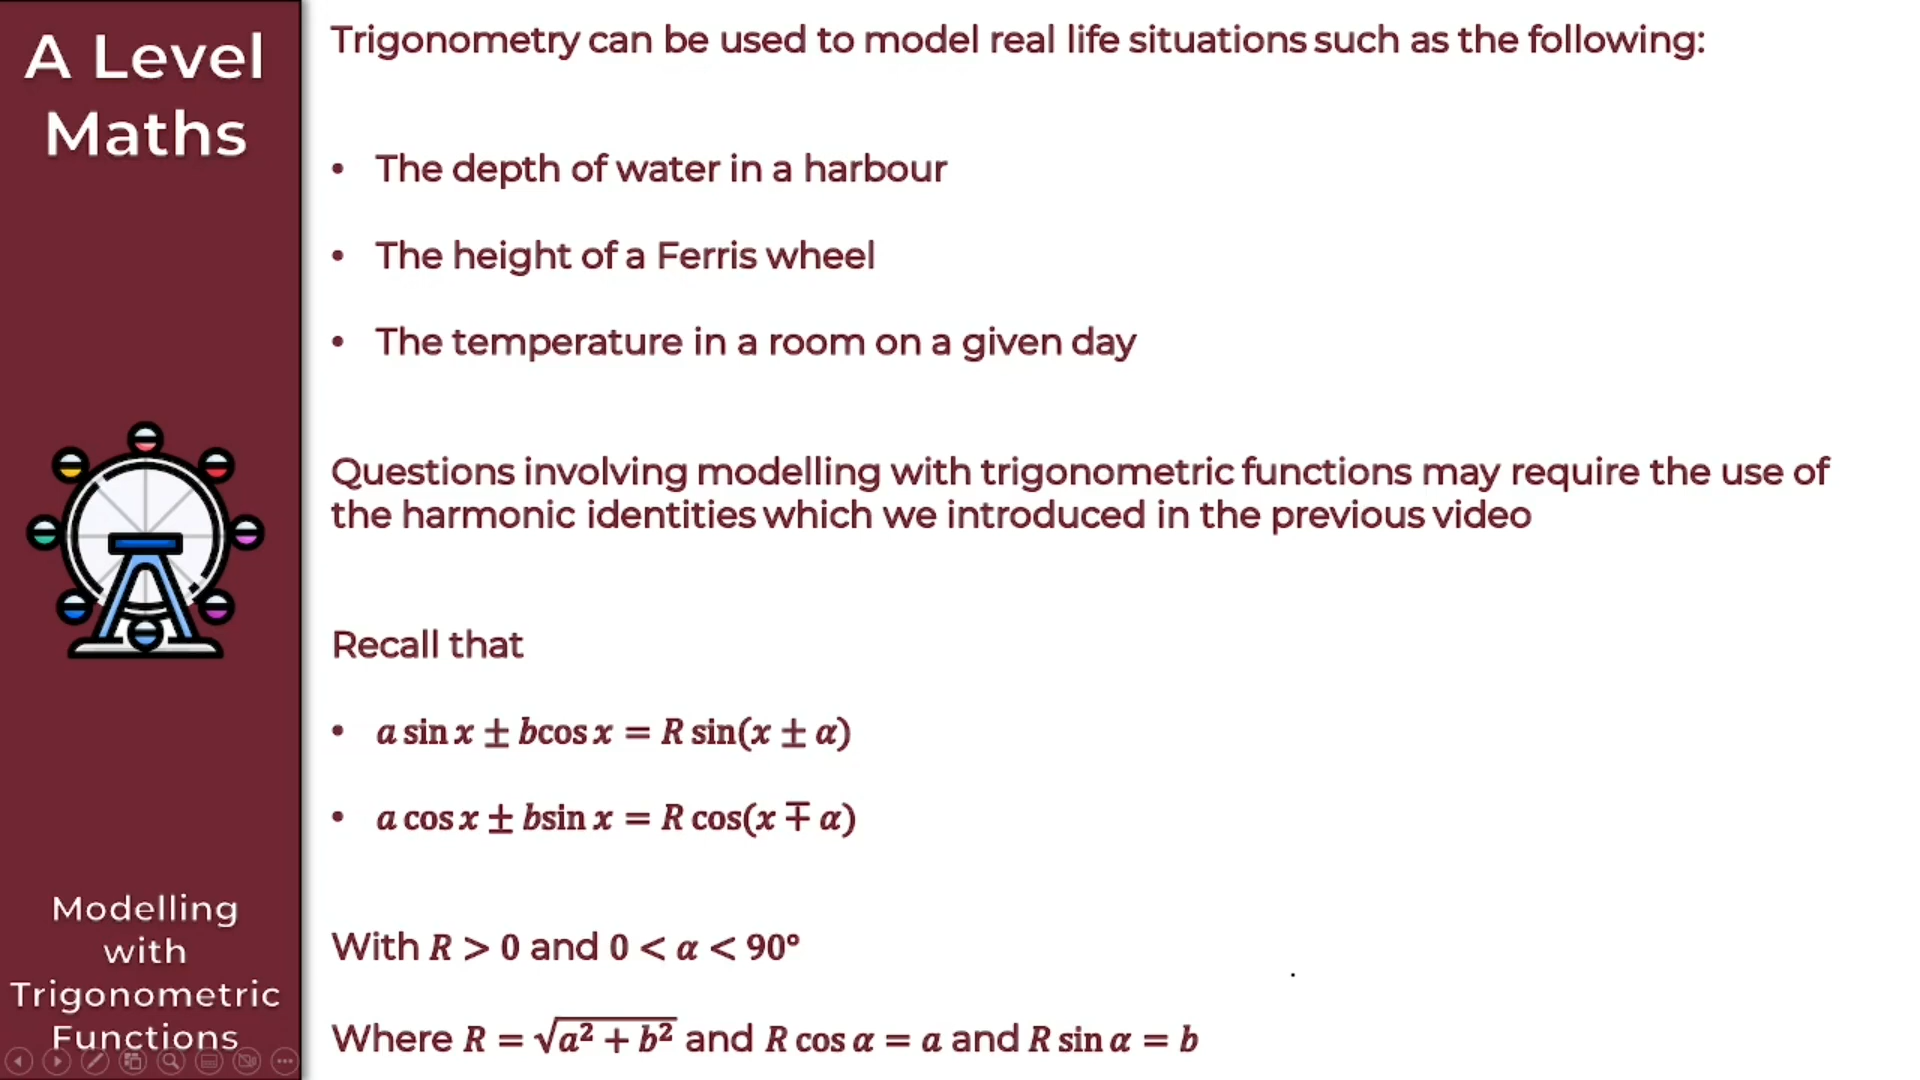 A Level
Maths
Modelling
with
Trigonometric
Functions
Trigonometry can be used to model real life situations such as the following:
• The depth of water in a harbour
• The height of a Ferris wheel
• The temperature in a room on a given day
Questions involving modelling with trigonometric functions may require the use of
the harmonic identities which we introduced in the previous video
Recall that
• a sin x ± bcos x = R sin(x ± α)
• a cos x ± bsin x = R cos(x ∓ α)
With R > 0 and 0 < α < 90°
Where R = √(a² + b²) and R cos α = a and R sin α = b